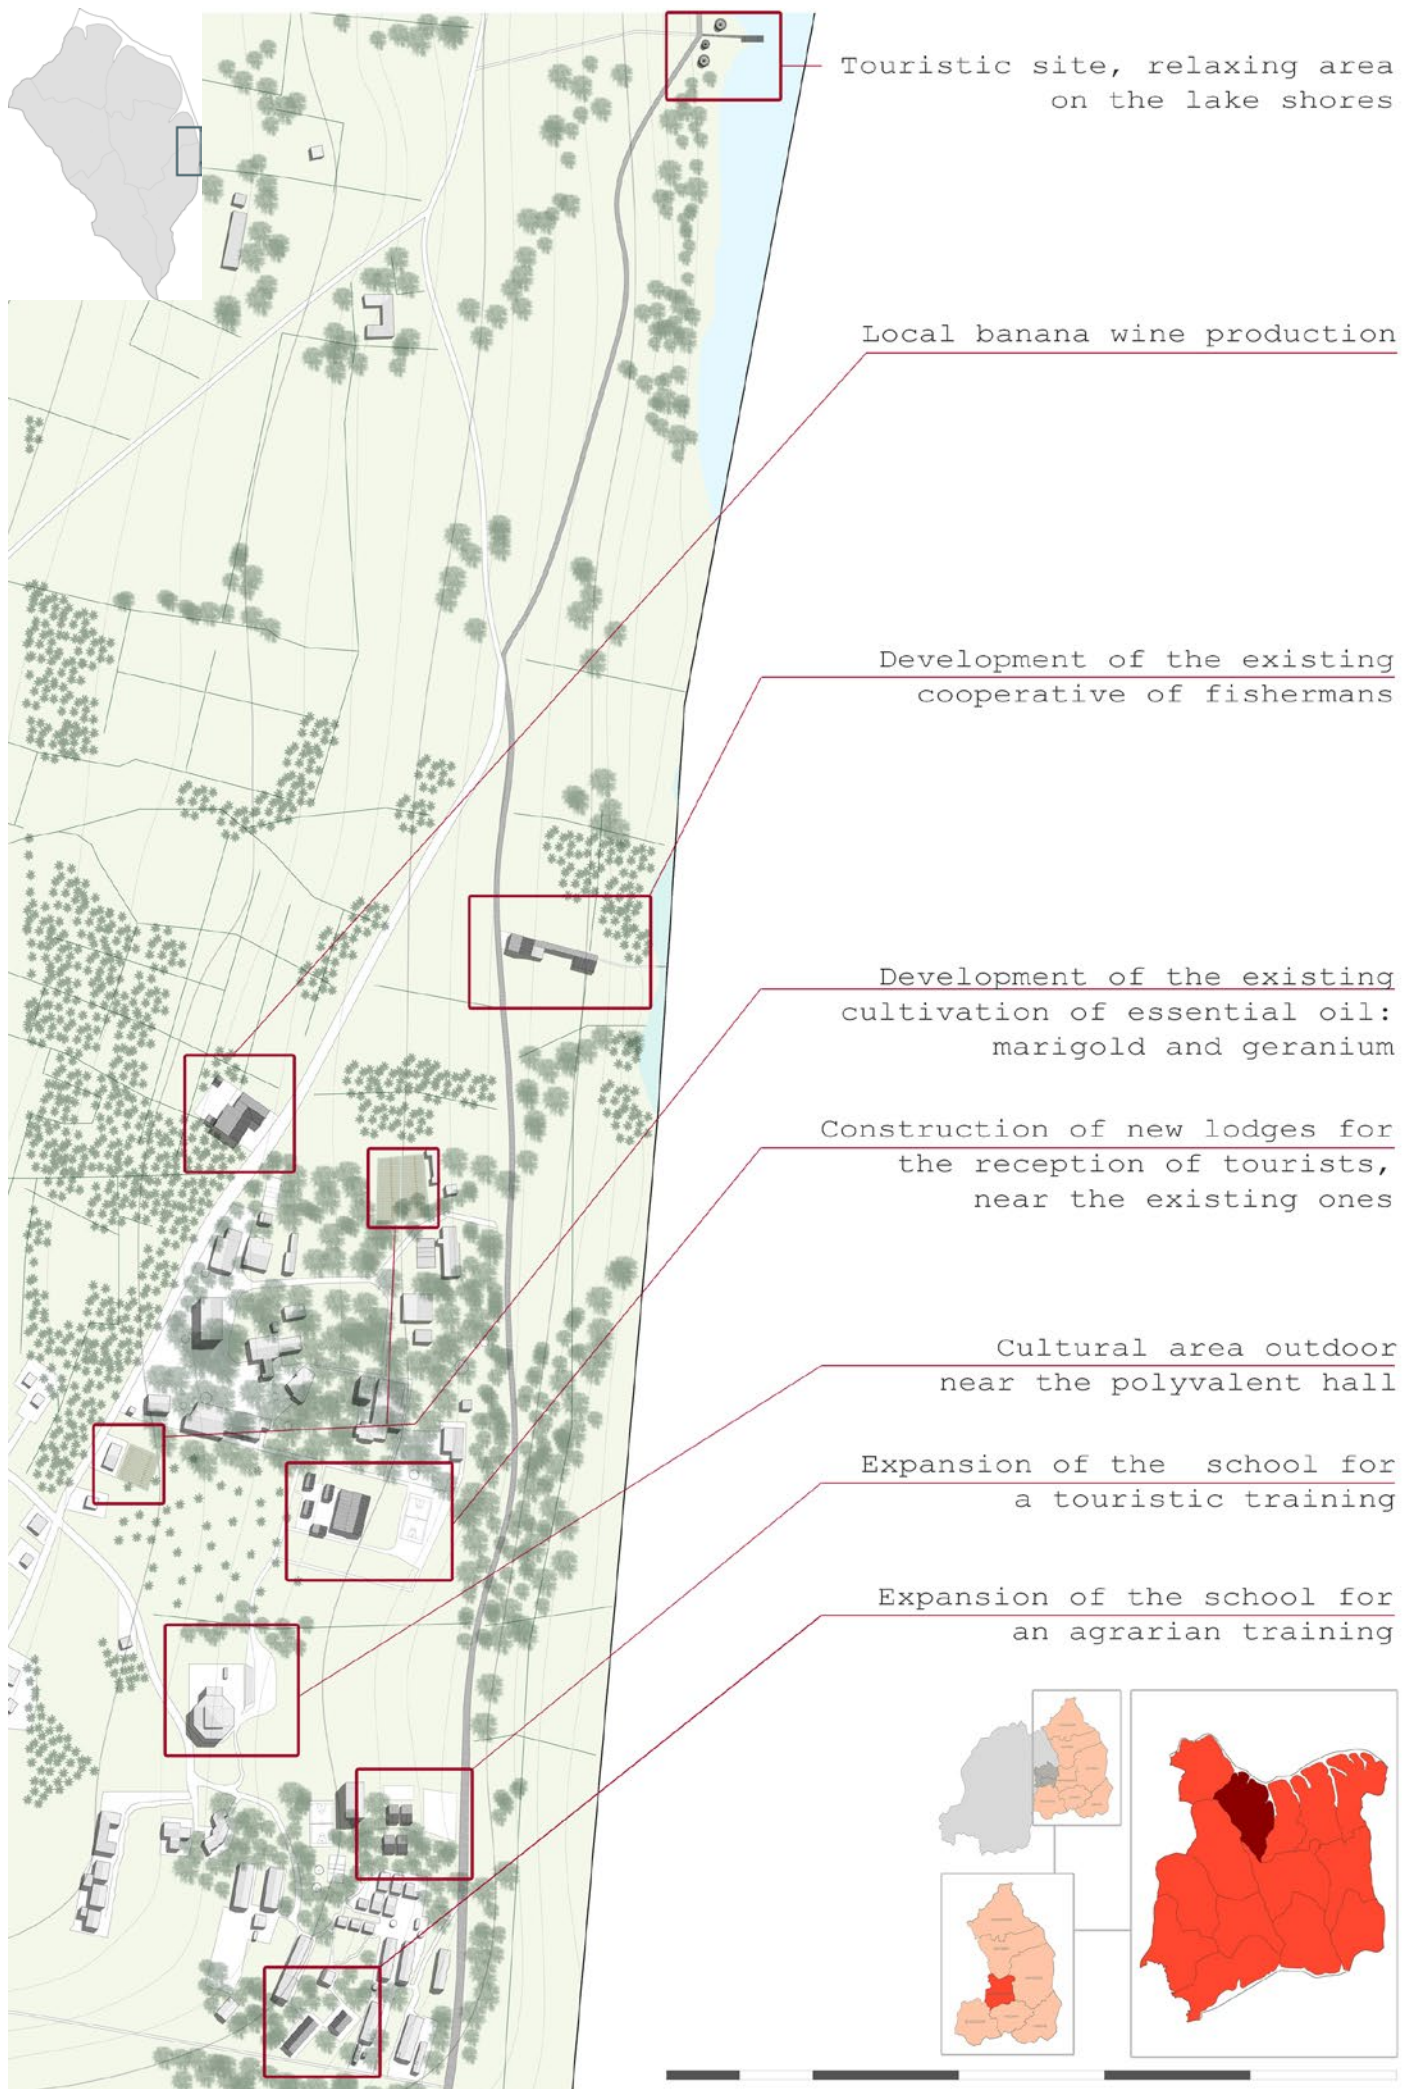 Touristic site, relaxing area
on the lake shores
Local banana wine production
Development of the existing
cooperative of fishermans
Development of the existing
cultivation of essential oil:
marigold and geranium
Construction of new lodges for
the reception of tourists,
near the existing ones
Cultural area outdoor
near the polyvalent hall
Expansion of the  school for
a touristic training
Expansion of the school for
an agrarian training